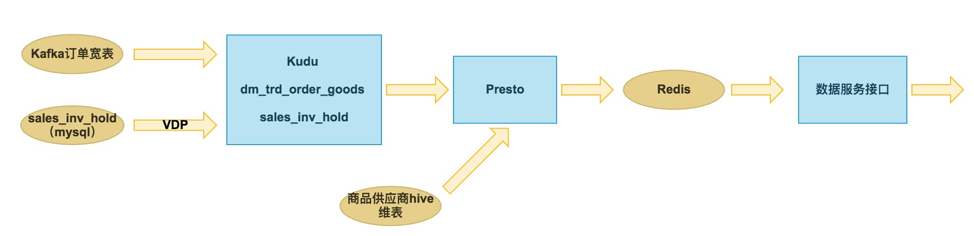 Kafka订单宽表
sales_inv_hold
（mysql）
VDP
Kudu
dm_trd_order_goods
sales_inv_hold
Presto
商品供应商hive
维表
Redis
数据服务接口